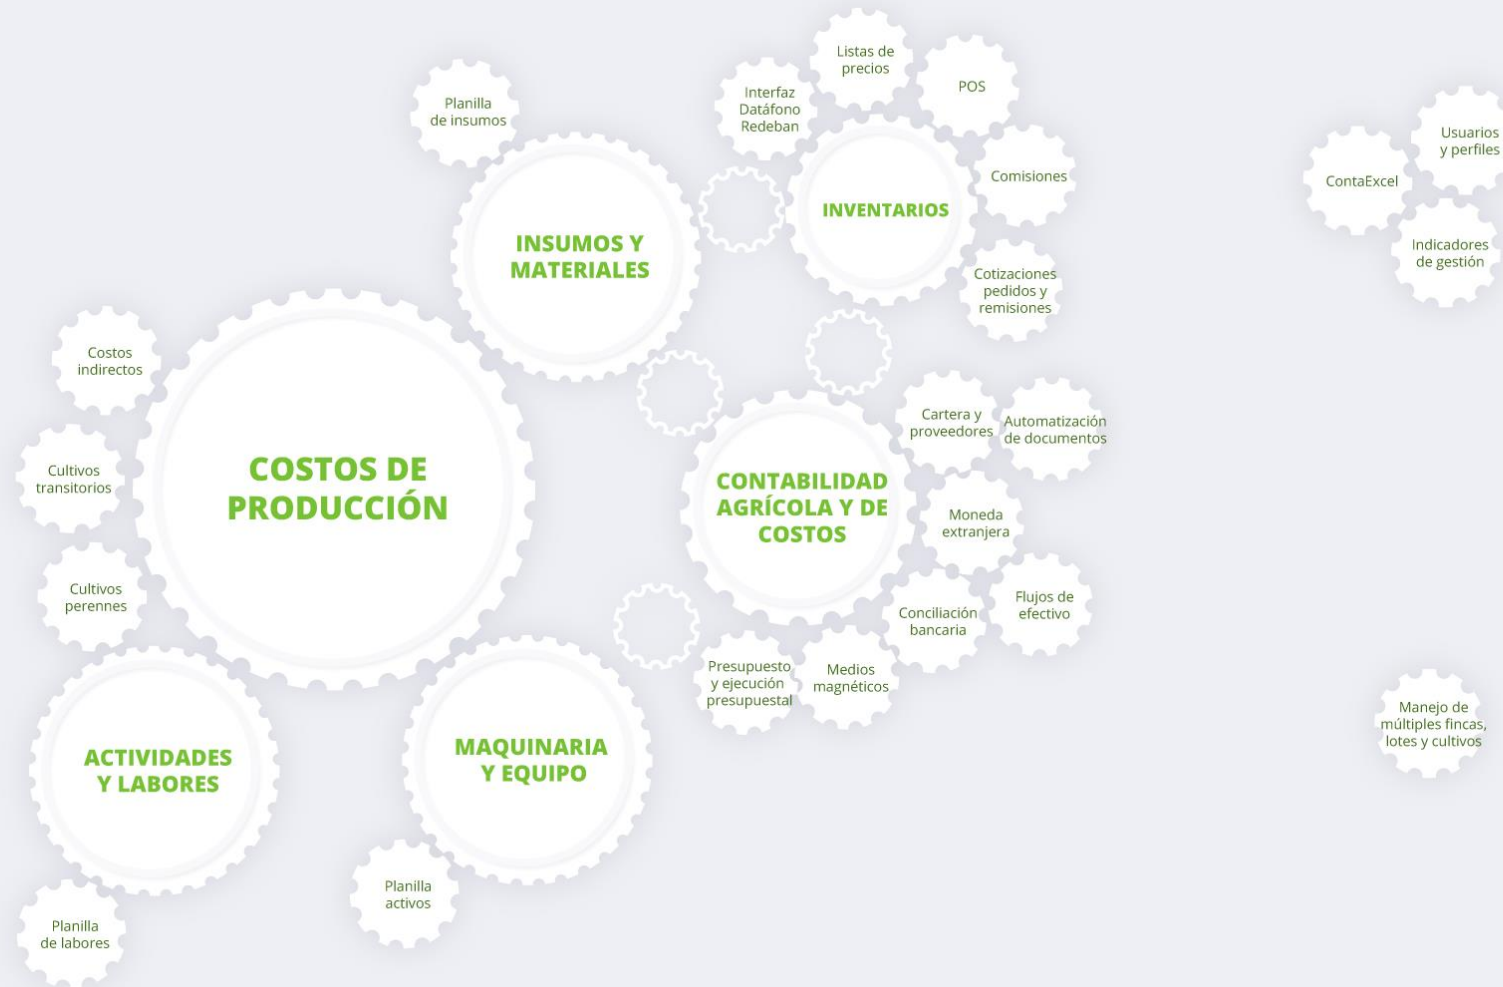 Planilla
de insumos
Interfaz
Datáfono
Redeban
Listas de
precios
POS
Comisiones
INVENTARIOS
Cotizaciones
pedidos y
remisiones
Usuarios
y perfiles
ContaExcel
Indicadores
de gestión
INSUMOS Y
MATERIALES
Costos
indirectos
Cultivos
transitorios
Cultivos
perennes
COSTOS DE
PRODUCCIÓN
CONTABILIDAD
AGRÍCOLA Y DE
COSTOS
Cartera y
proveedores
Automatización
de documentos
Moneda
extranjera
Flujos de
efectivo
Conciliación
bancaria
Medios
magnéticos
Presupuesto
y ejecución
presupuestal
Manejo de
múltiples fincas,
lotes y cultivos
ACTIVIDADES
Y LABORES
MAQUINARIA
Y EQUIPO
Planilla
activos
Planilla
de labores